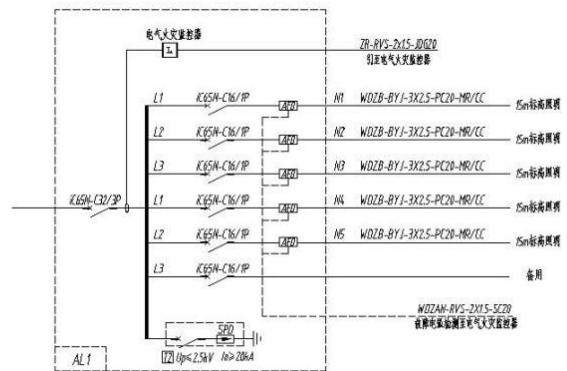 电气火灾监控器
ZR-RVS-2x1.5-JDG20
引至电气火灾监控器
L1 iC65N-C16/1P AFD N1 WDZB-BYJ-3X2.5-PC20-MR/CC 15m标高照明
L2 iC65N-C16/1P AFD N2 WDZB-BYJ-3X2.5-PC20-MR/CC 15m标高照明
L3 iC65N-C16/1P AFD N3 WDZB-BYJ-3X2.5-PC20-MR/CC 15m标高照明
iC65N-C32/3P L1 iC65N-C16/1P AFD N4 WDZB-BYJ-3X2.5-PC20-MR/CC 15m标高照明
L2 iC65N-C16/1P AFD N5 WDZB-BYJ-3X2.5-PC20-MR/CC 15m标高照明
L3 iC65N-C16/1P 备用
WDZAN-RVS-2X1.5-SC20
故障电弧探测至电气火灾监控器
SPD
AL1 T2 Up≤2.5kV In≥20kA